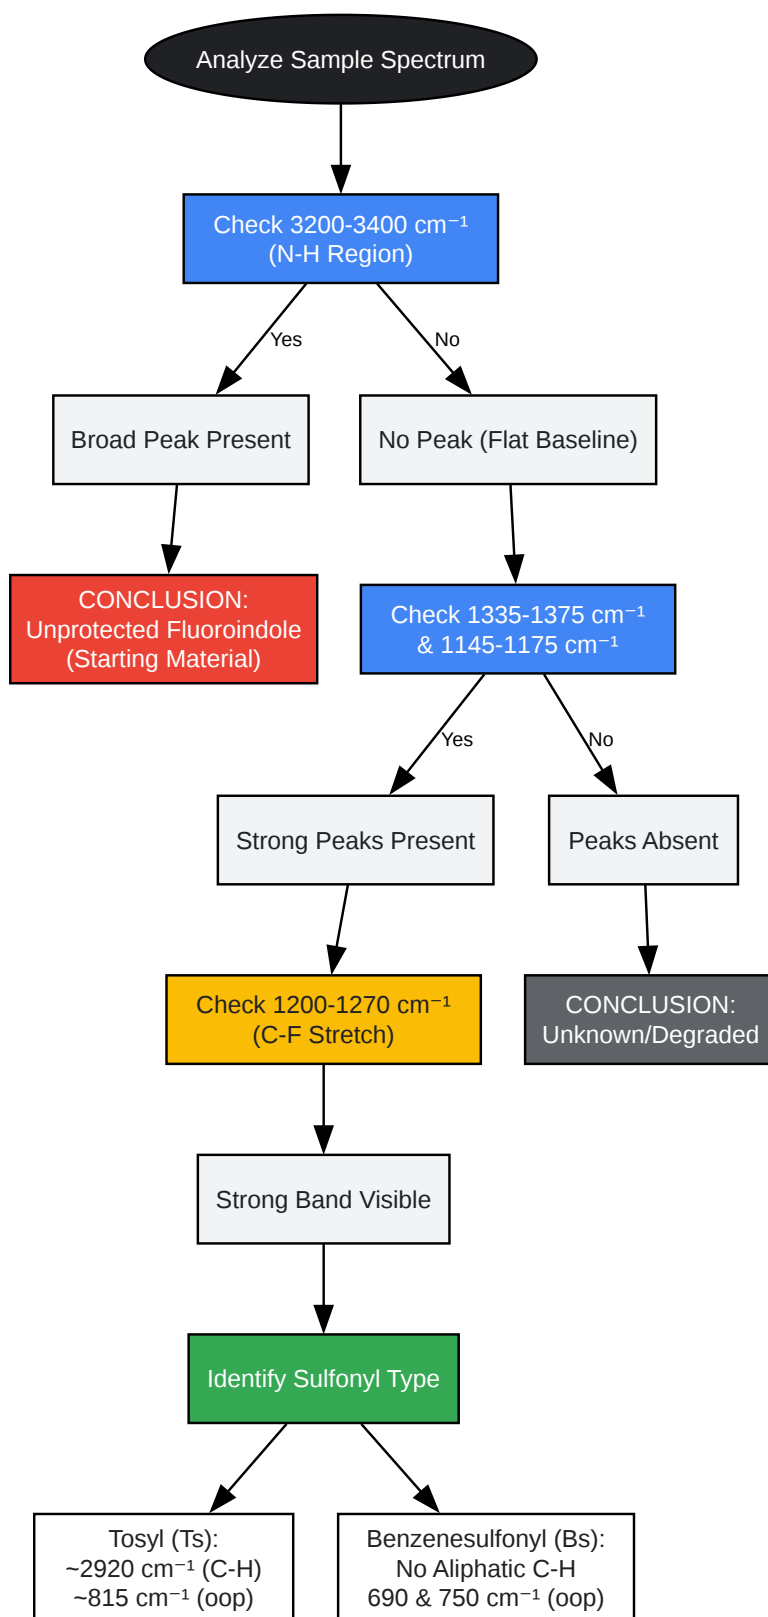 Analyze Sample Spectrum
Check 3200-3400 cm⁻¹
(N-H Region)
Yes
No
Broad Peak Present
No Peak (Flat Baseline)
CONCLUSION:
Unprotected Fluoroindole
(Starting Material)
Check 1335-1375 cm⁻¹
& 1145-1175 cm⁻¹
Yes
No
Strong Peaks Present
Peaks Absent
Check 1200-1270 cm⁻¹
(C-F Stretch)
CONCLUSION:
Unknown/Degraded
Strong Band Visible
Identify Sulfonyl Type
Tosyl (Ts):
~2920 cm⁻¹ (C-H)
~815 cm⁻¹ (oop)
Benzenesulfonyl (Bs):
No Aliphatic C-H
690 & 750 cm⁻¹ (oop)